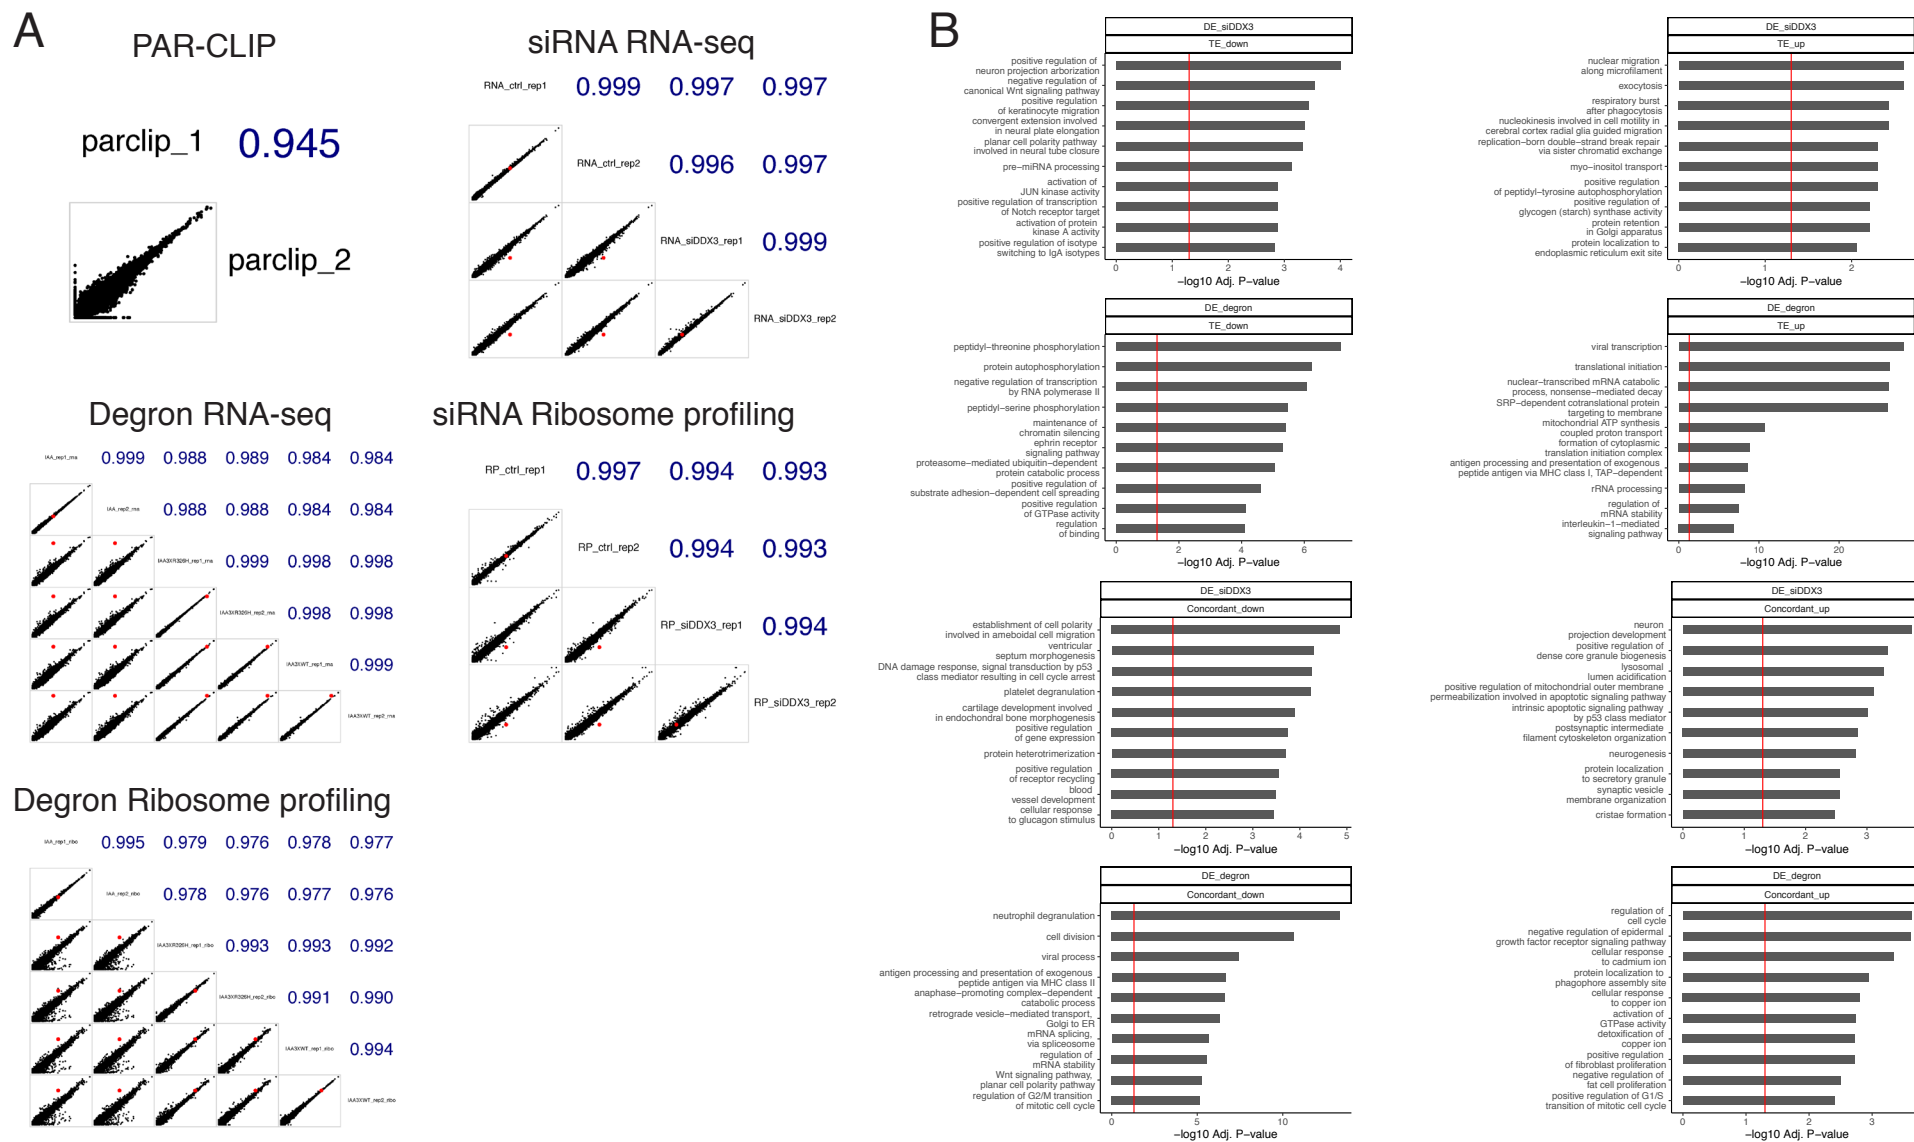 A
PAR-CLIP
parclip_1
0.945
parclip_2
siRNA RNA-seq
RNA_ctrl_rep1
0.999
0.997
0.997
RNA_ctrl_rep2
0.996
0.997
RNA_siDDX3_rep1
0.999
RNA_siDDX3_rep2
Degron RNA-seq
IAA_rep1_rna
0.999
0.988
0.989
0.984
0.984
IAA_rep2_rna
0.988
0.988
0.984
0.984
IAA3XR326H_rep1_rna
0.999
0.998
0.998
IAA3XR326H_rep2_rna
0.998
0.998
IAA3XWT_rep1_rna
0.999
IAA3XWT_rep2_rna
siRNA Ribosome profiling
RP_ctrl_rep1
0.997
0.994
0.993
RP_ctrl_rep2
0.994
0.993
RP_siDDX3_rep1
0.994
RP_siDDX3_rep2
Degron Ribosome profiling
IAA_rep1_ribo
0.995
0.979
0.976
0.978
0.977
IAA_rep2_ribo
0.978
0.976
0.977
0.976
IAA3XR326H_rep1_ribo
0.993
0.993
0.992
IAA3XR326H_rep2_ribo
0.991
0.990
IAA3XWT_rep1_ribo
0.994
IAA3XWT_rep2_ribo
B
DE_siDDX3
TE_down
positive regulation of
neuron projection arborization
negative regulation of
canonical Wnt signaling pathway
positive regulation
of keratinocyte migration
convergent extension involved
in neural plate elongation
planar cell polarity pathway
involved in neural tube closure
pre−miRNA processing
activation of
JUN kinase activity
positive regulation of transcription
of Notch receptor target
activation of protein
kinase A activity
positive regulation of isotype
switching to IgA isotypes
0 1 2 3 4
−log10 Adj. P−value
DE_siDDX3
TE_up
nuclear migration
along microfilament
exocytosis
respiratory burst
after phagocytosis
nucleokinesis involved in cell motility in
cerebral cortex radial glia guided migration
replication−born double−strand break repair
via sister chromatid exchange
myo−inositol transport
positive regulation
of peptidyl−tyrosine autophosphorylation
positive regulation of
glycogen (starch) synthase activity
protein retention
in Golgi apparatus
protein localization to
endoplasmic reticulum exit site
0 1 2
−log10 Adj. P−value
DE_degron
TE_down
peptidyl−threonine phosphorylation
protein autophosphorylation
negative regulation of transcription
by RNA polymerase II
peptidyl−serine phosphorylation
maintenance of
chromatin silencing
ephrin receptor
signaling pathway
proteasome−mediated ubiquitin−dependent
protein catabolic process
positive regulation of
substrate adhesion−dependent cell spreading
positive regulation
of GTPase activity
regulation
of binding
0 2 4 6
−log10 Adj. P−value
DE_degron
TE_up
viral transcription
translational initiation
nuclear−transcribed mRNA catabolic
process, nonsense−mediated decay
SRP−dependent cotranslational protein
targeting to membrane
mitochondrial ATP synthesis
coupled proton transport
formation of cytoplasmic
translation initiation complex
antigen processing and presentation of exogenous
peptide antigen via MHC class I, TAP−dependent
rRNA processing
regulation of
mRNA stability
interleukin−1−mediated
signaling pathway
0 10 20
−log10 Adj. P−value
DE_siDDX3
Concordant_down
establishment of cell polarity
involved in ameboidal cell migration
ventricular
septum morphogenesis
DNA damage response, signal transduction by p53
class mediator resulting in cell cycle arrest
platelet degranulation
cartilage development involved
in endochondral bone morphogenesis
positive regulation
of gene expression
protein heterotrimerization
positive regulation
of receptor recycling
blood
vessel development
cellular response
to glucagon stimulus
0 1 2 3 4 5
−log10 Adj. P−value
DE_siDDX3
Concordant_up
neuron
projection development
positive regulation of
dense core granule biogenesis
lysosomal
lumen acidification
positive regulation of mitochondrial outer membrane
permeabilization involved in apoptotic signaling pathway
intrinsic apoptotic signaling pathway
by p53 class mediator
postsynaptic intermediate
filament cytoskeleton organization
neurogenesis
protein localization
to secretory granule
synaptic vesicle
membrane organization
cristae formation
0 1 2 3
−log10 Adj. P−value
DE_degron
Concordant_down
neutrophil degranulation
cell division
viral process
antigen processing and presentation of exogenous
peptide antigen via MHC class II
anaphase−promoting complex−dependent
catabolic process
retrograde vesicle−mediated transport,
Golgi to ER
mRNA splicing,
via spliceosome
regulation of
mRNA stability
Wnt signaling pathway,
planar cell polarity pathway
regulation of G2/M transition
of mitotic cell cycle
0 5 10
−log10 Adj. P−value
DE_degron
Concordant_up
regulation of
cell cycle
negative regulation of epidermal
growth factor receptor signaling pathway
cellular response
to cadmium ion
protein localization to
phagophore assembly site
cellular response
to copper ion
activation of
GTPase activity
detoxification of
copper ion
positive regulation
of fibroblast proliferation
negative regulation of
fat cell proliferation
positive regulation of G1/S
transition of mitotic cell cycle
0 1 2 3
−log10 Adj. P−value